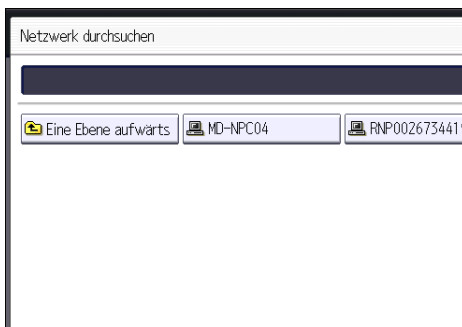 Netzwerk durchsuchen
Eine Ebene aufwärts
MD-NPC04
RNP002673441